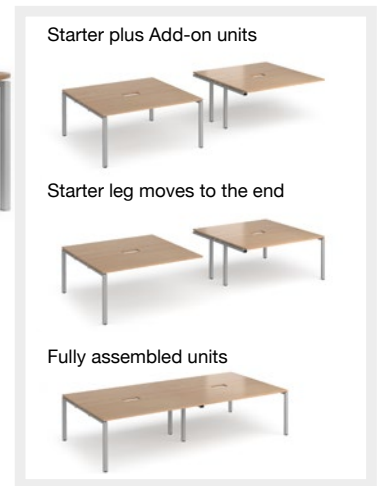 Starter plus Add-on units
Starter leg moves to the end
Fully assembled units